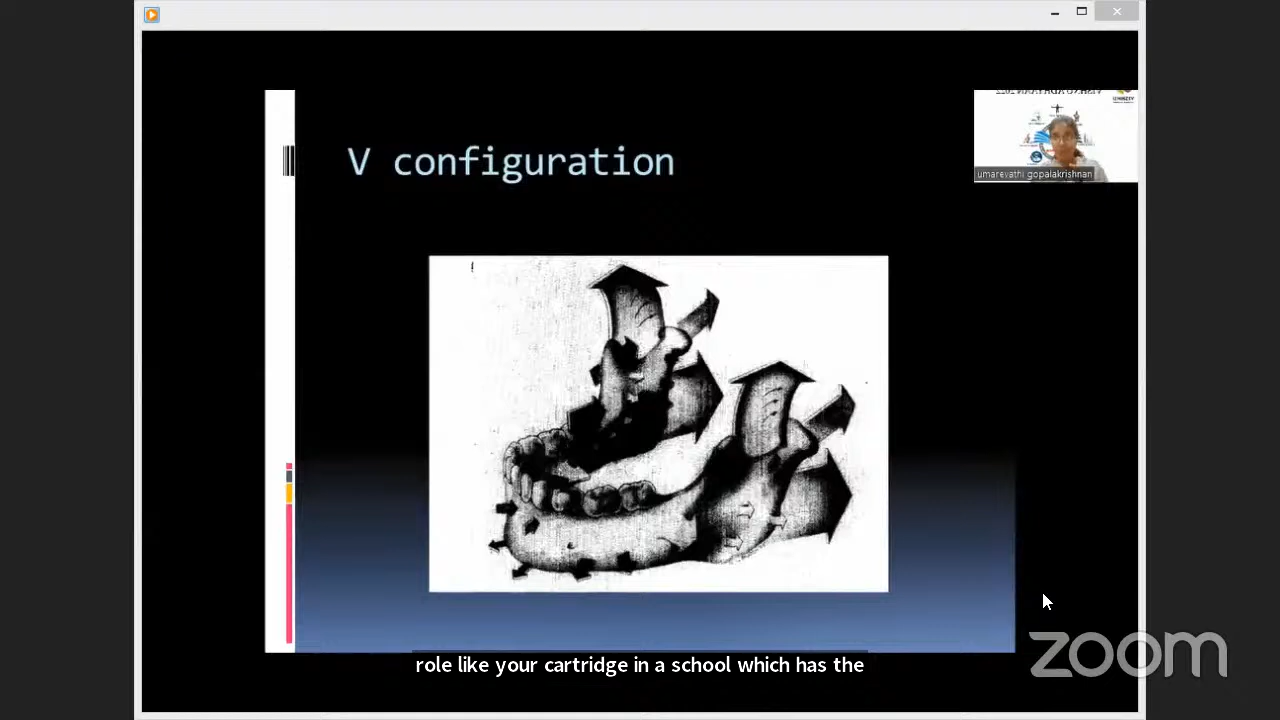 V configuration
umarevathi gopalakrishnan
role like your cartridge in a school which has the
zoom